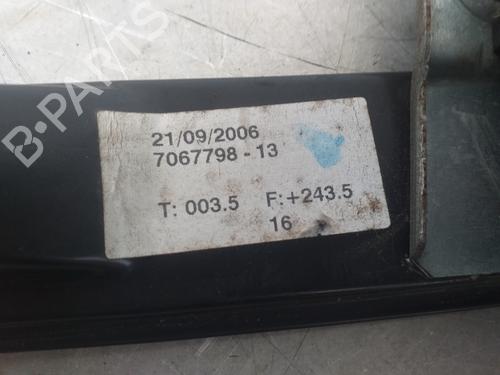 B-PARTS
21/09/2006
7067798 - 13
T: 003.5 F:+243.5
16